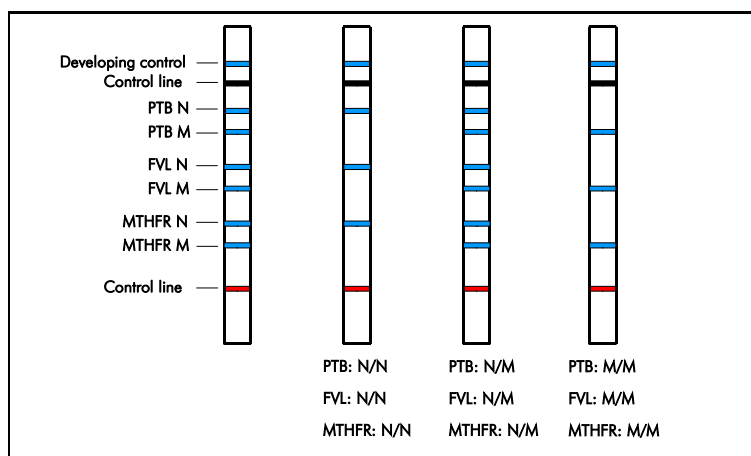 Developing control
Control line
PTB N
PTB M
FVL N
FVL M
MTHFR N
MTHFR M
Control line
PTB: N/N PTB: N/M PTB: M/M
FVL: N/N FVL: N/M FVL: M/M
MTHFR: N/N MTHFR: N/M MTHFR: M/M